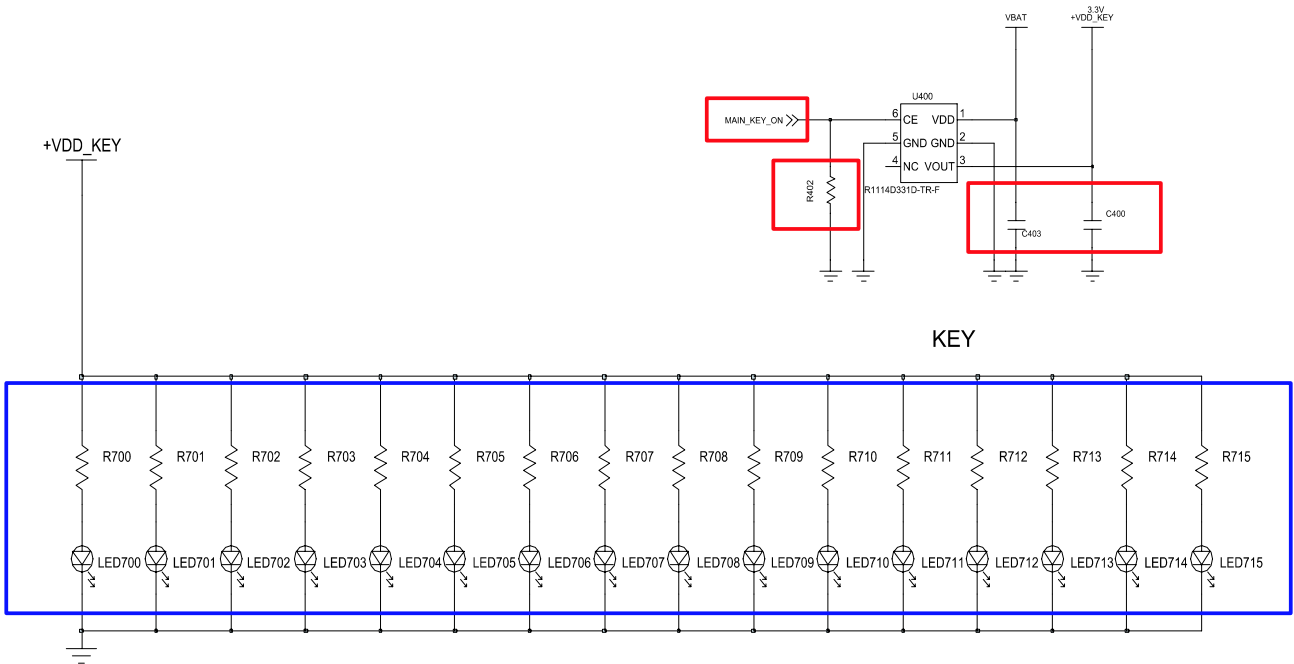 3.3V
VBAT
+VDD_KEY
U400
MAIN_KEY_ON
6 CE VDD 1
5 GND GND 2
4 NC VOUT 3
R402
R1114D331D-TR-F
C403
C400
+VDD_KEY
KEY
R700 R701 R702 R703 R704 R705 R706 R707 R708 R709 R710 R711 R712 R713 R714 R715
LED700 LED701 LED702 LED703 LED704 LED705 LED706 LED707 LED708 LED709 LED710 LED711 LED712 LED713 LED714 LED715